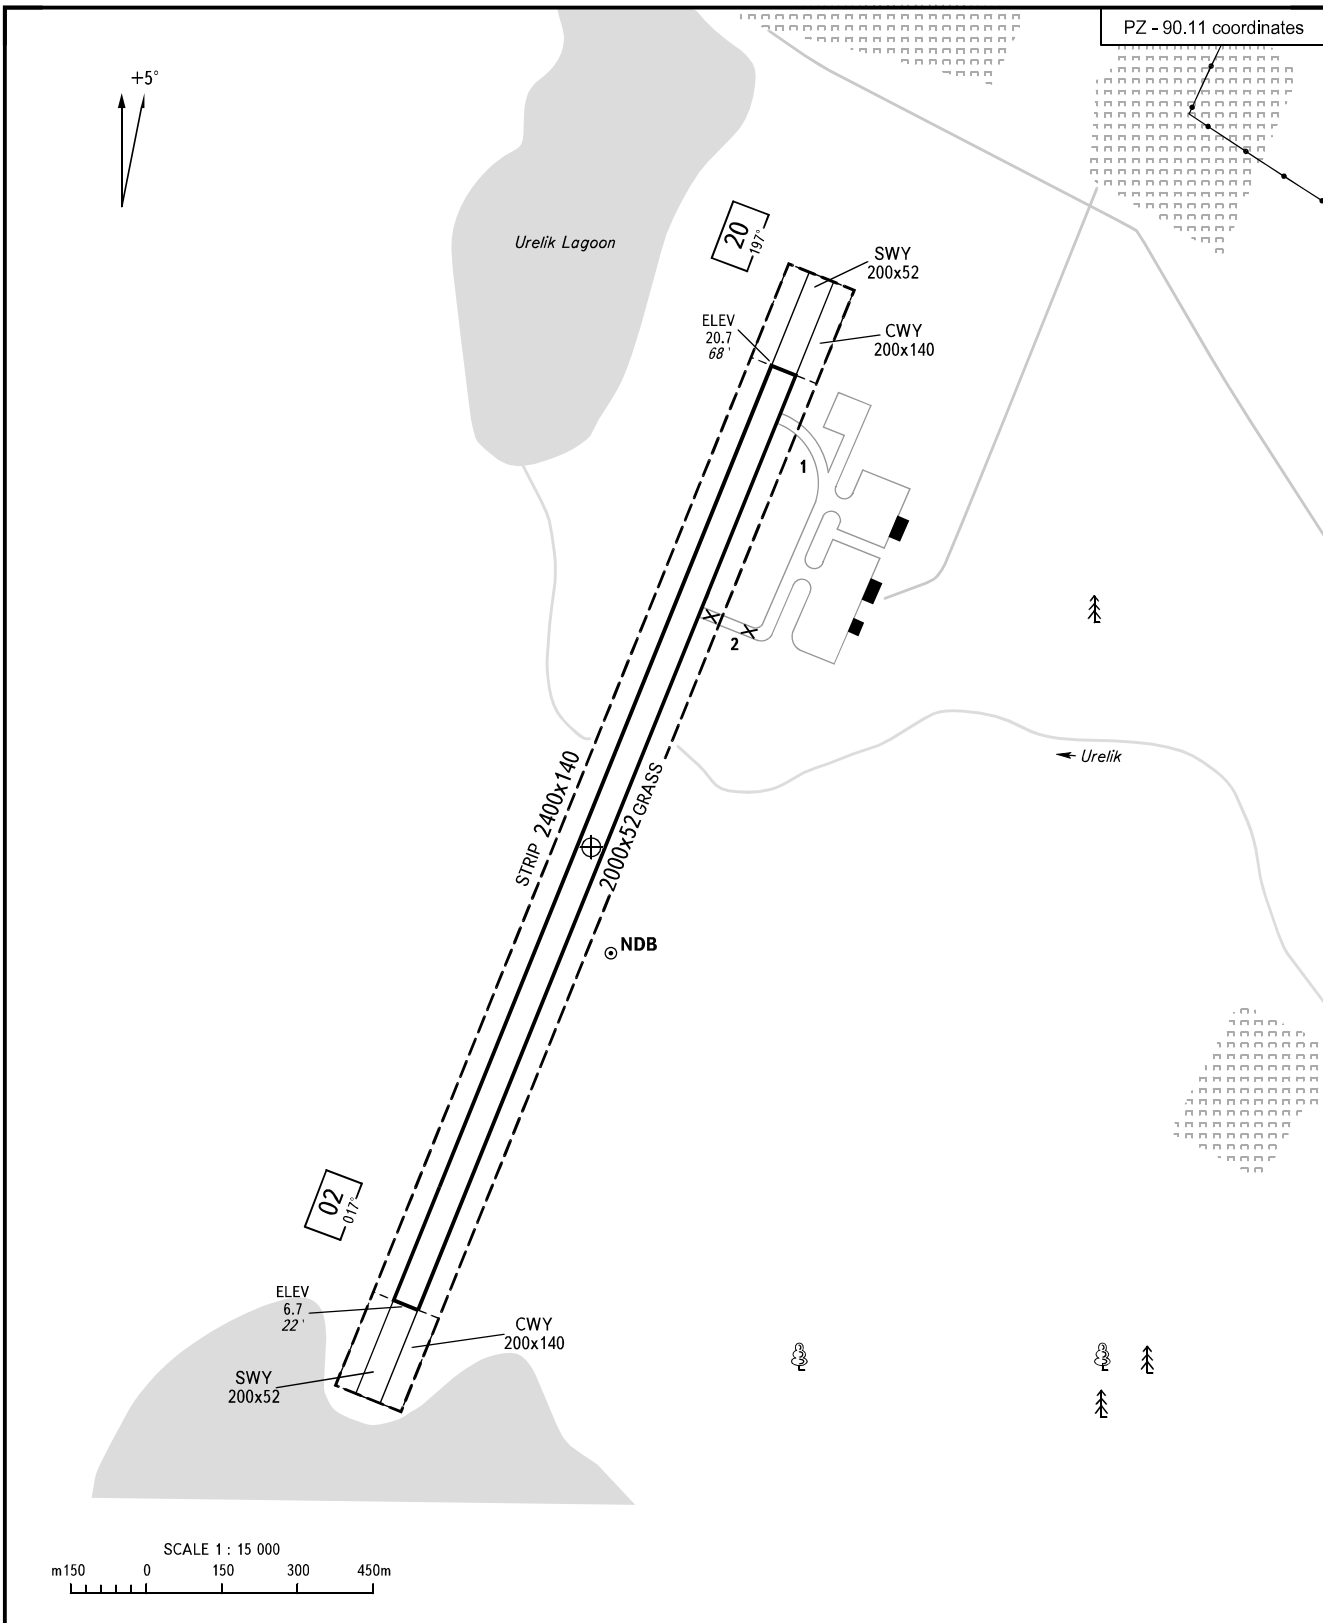 PZ - 90.11 coordinates
+5°
Urelik Lagoon
20
197°
SWY
200x52
ELEV
20.7
68'
CWY
200x140
1
2
Urelik
STRIP 2400x140
2000x52 GRASS
NDB
02
017°
ELEV
6.7
22'
CWY
200x140
SWY
200x52
SCALE 1 : 15 000
m150 0 150 300 450m